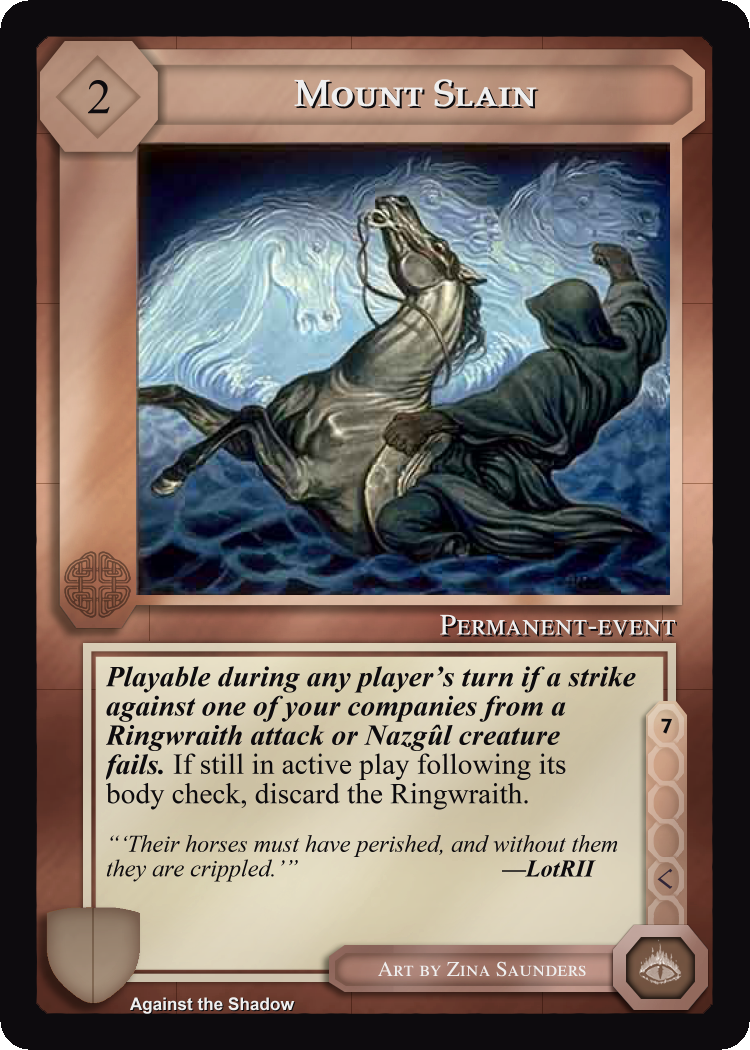 2
Mount Slain
Permanent-event
Playable during any player’s turn if a strike
against one of your companies from a
Ringwraith attack or Nazgûl creature
fails. If still in active play following its
body check, discard the Ringwraith.
7
“‘Their horses must have perished, and without them
they are crippled.’”
—LotRII
Art by Zina Saunders
Against the Shadow